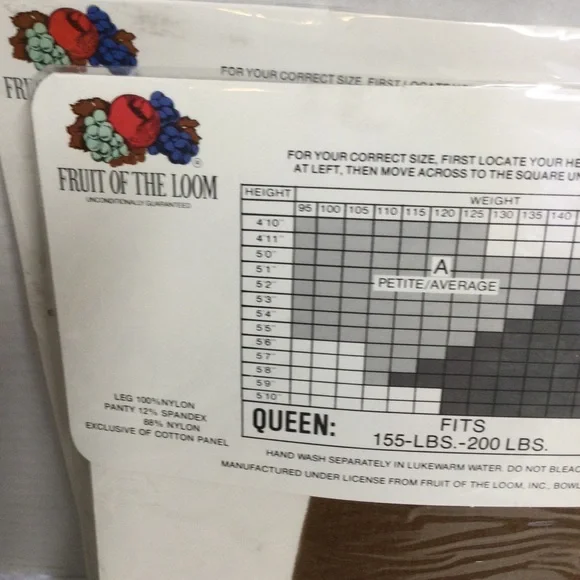 FOR YOUR CORRECT SIZE, FIRST
FR
FRUIT OF THE LOOM
®
UNCONDITIONALLY GUARANTEED
FOR YOUR CORRECT SIZE, FIRST LOCATE YOUR HE
AT LEFT, THEN MOVE ACROSS TO THE SQUARE UN
HEIGHT WEIGHT
95 100 105 110 115 120 125 130 135 140
4'10"
4'11"
5'0"
5'1"
5'2"
5'3"
5'4"
5'5"
5'6"
5'7"
5'8"
5'9"
5'10"
A
PETITE/AVERAGE
LEG 100% NYLON
PANTY 12% SPANDEX
88% NYLON
EXCLUSIVE OF COTTON PANEL
QUEEN: FITS
155-LBS.-200 LBS.
HAND WASH SEPARATELY IN LUKEWARM WATER. DO NOT BLEAC
MANUFACTURED UNDER LICENSE FROM FRUIT OF THE LOOM, INC., BOWL